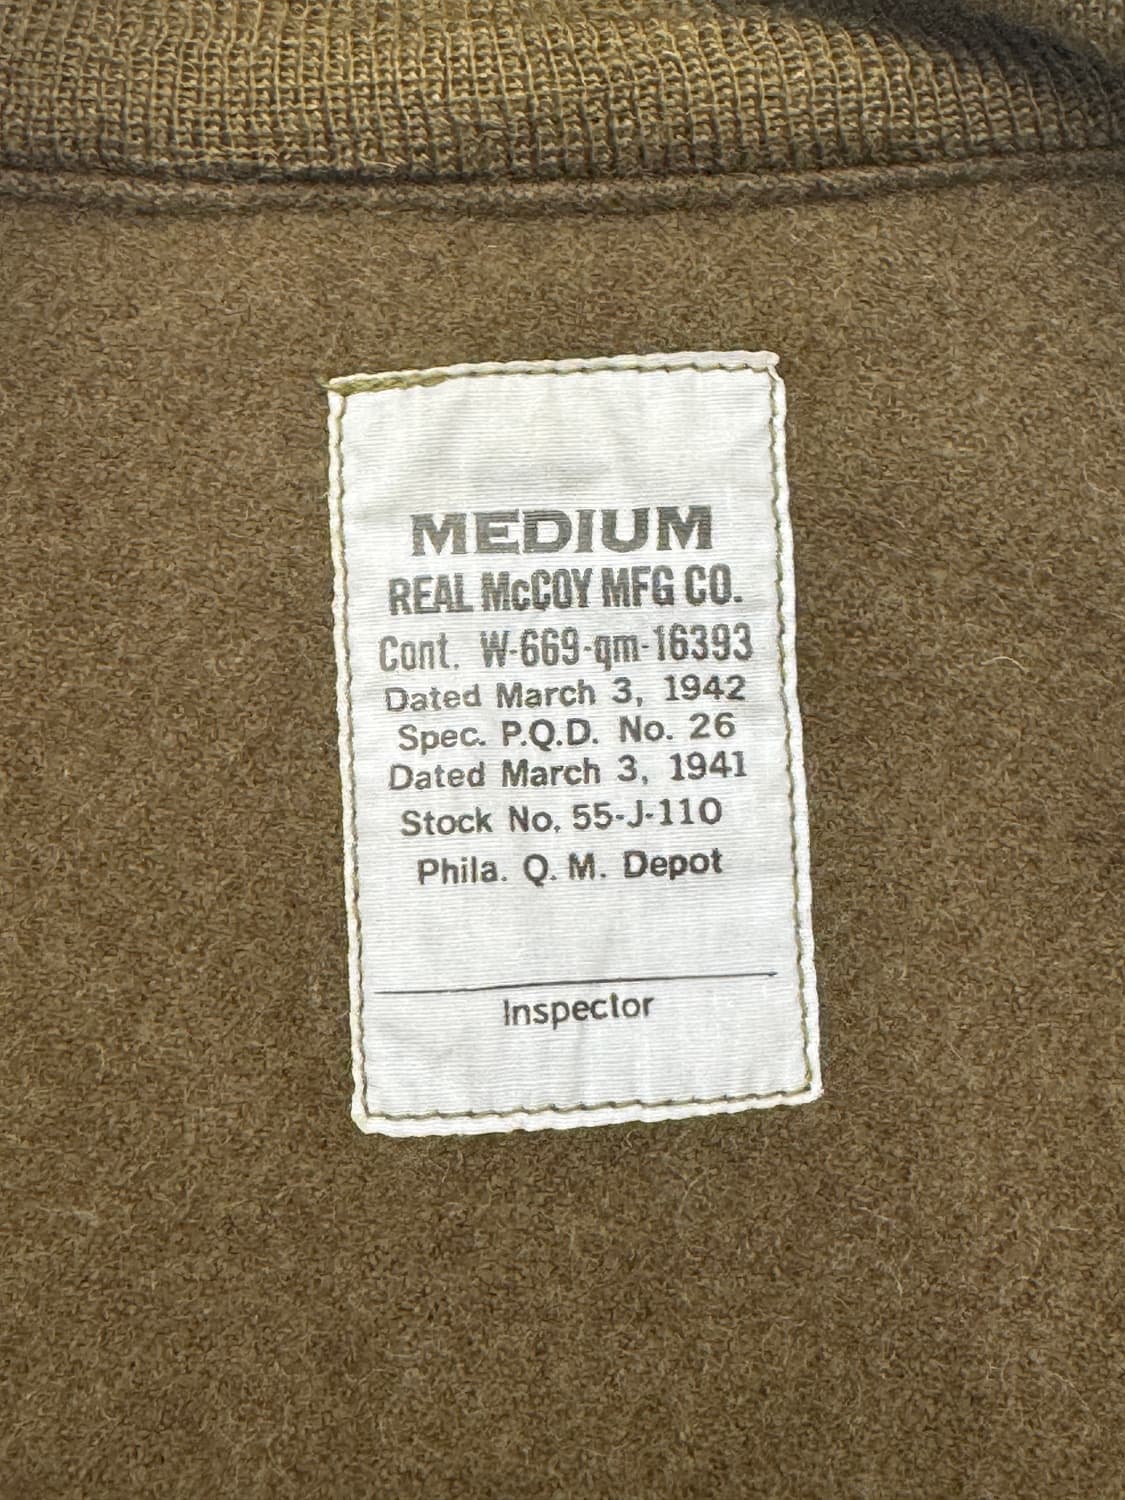 MEDIUM
REAL McCOY MFG CO.
Cont. W-669-qm-16393
Dated March 3, 1942
Spec. P.Q.D. No. 26
Dated March 3, 1941
Stock No. 55-J-110
Phila. Q. M. Depot
Inspector